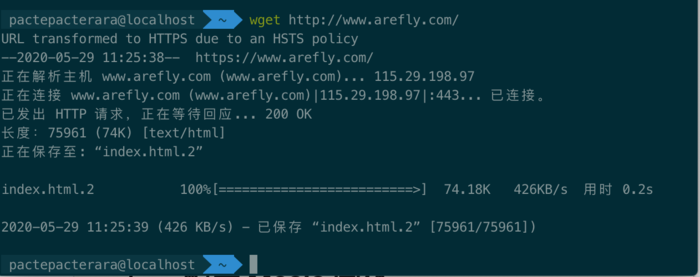 pactepacterara@localhost ~ wget http://www.arefly.com/
URL transformed to HTTPS due to an HSTS policy
--2020-05-29 11:25:38--  https://www.arefly.com/
正在解析主机 www.arefly.com (www.arefly.com)... 115.29.198.97
正在连接 www.arefly.com (www.arefly.com)|115.29.198.97|:443... 已连接。
已发出 HTTP 请求，正在等待回应... 200 OK
长度：75961 (74K) [text/html]
正在保存至: “index.html.2”
index.html.2 100%[==========================>] 74.18K 426KB/s 用时 0.2s
2020-05-29 11:25:39 (426 KB/s) - 已保存 “index.html.2” [75961/75961])
pactepacterara@localhost ~